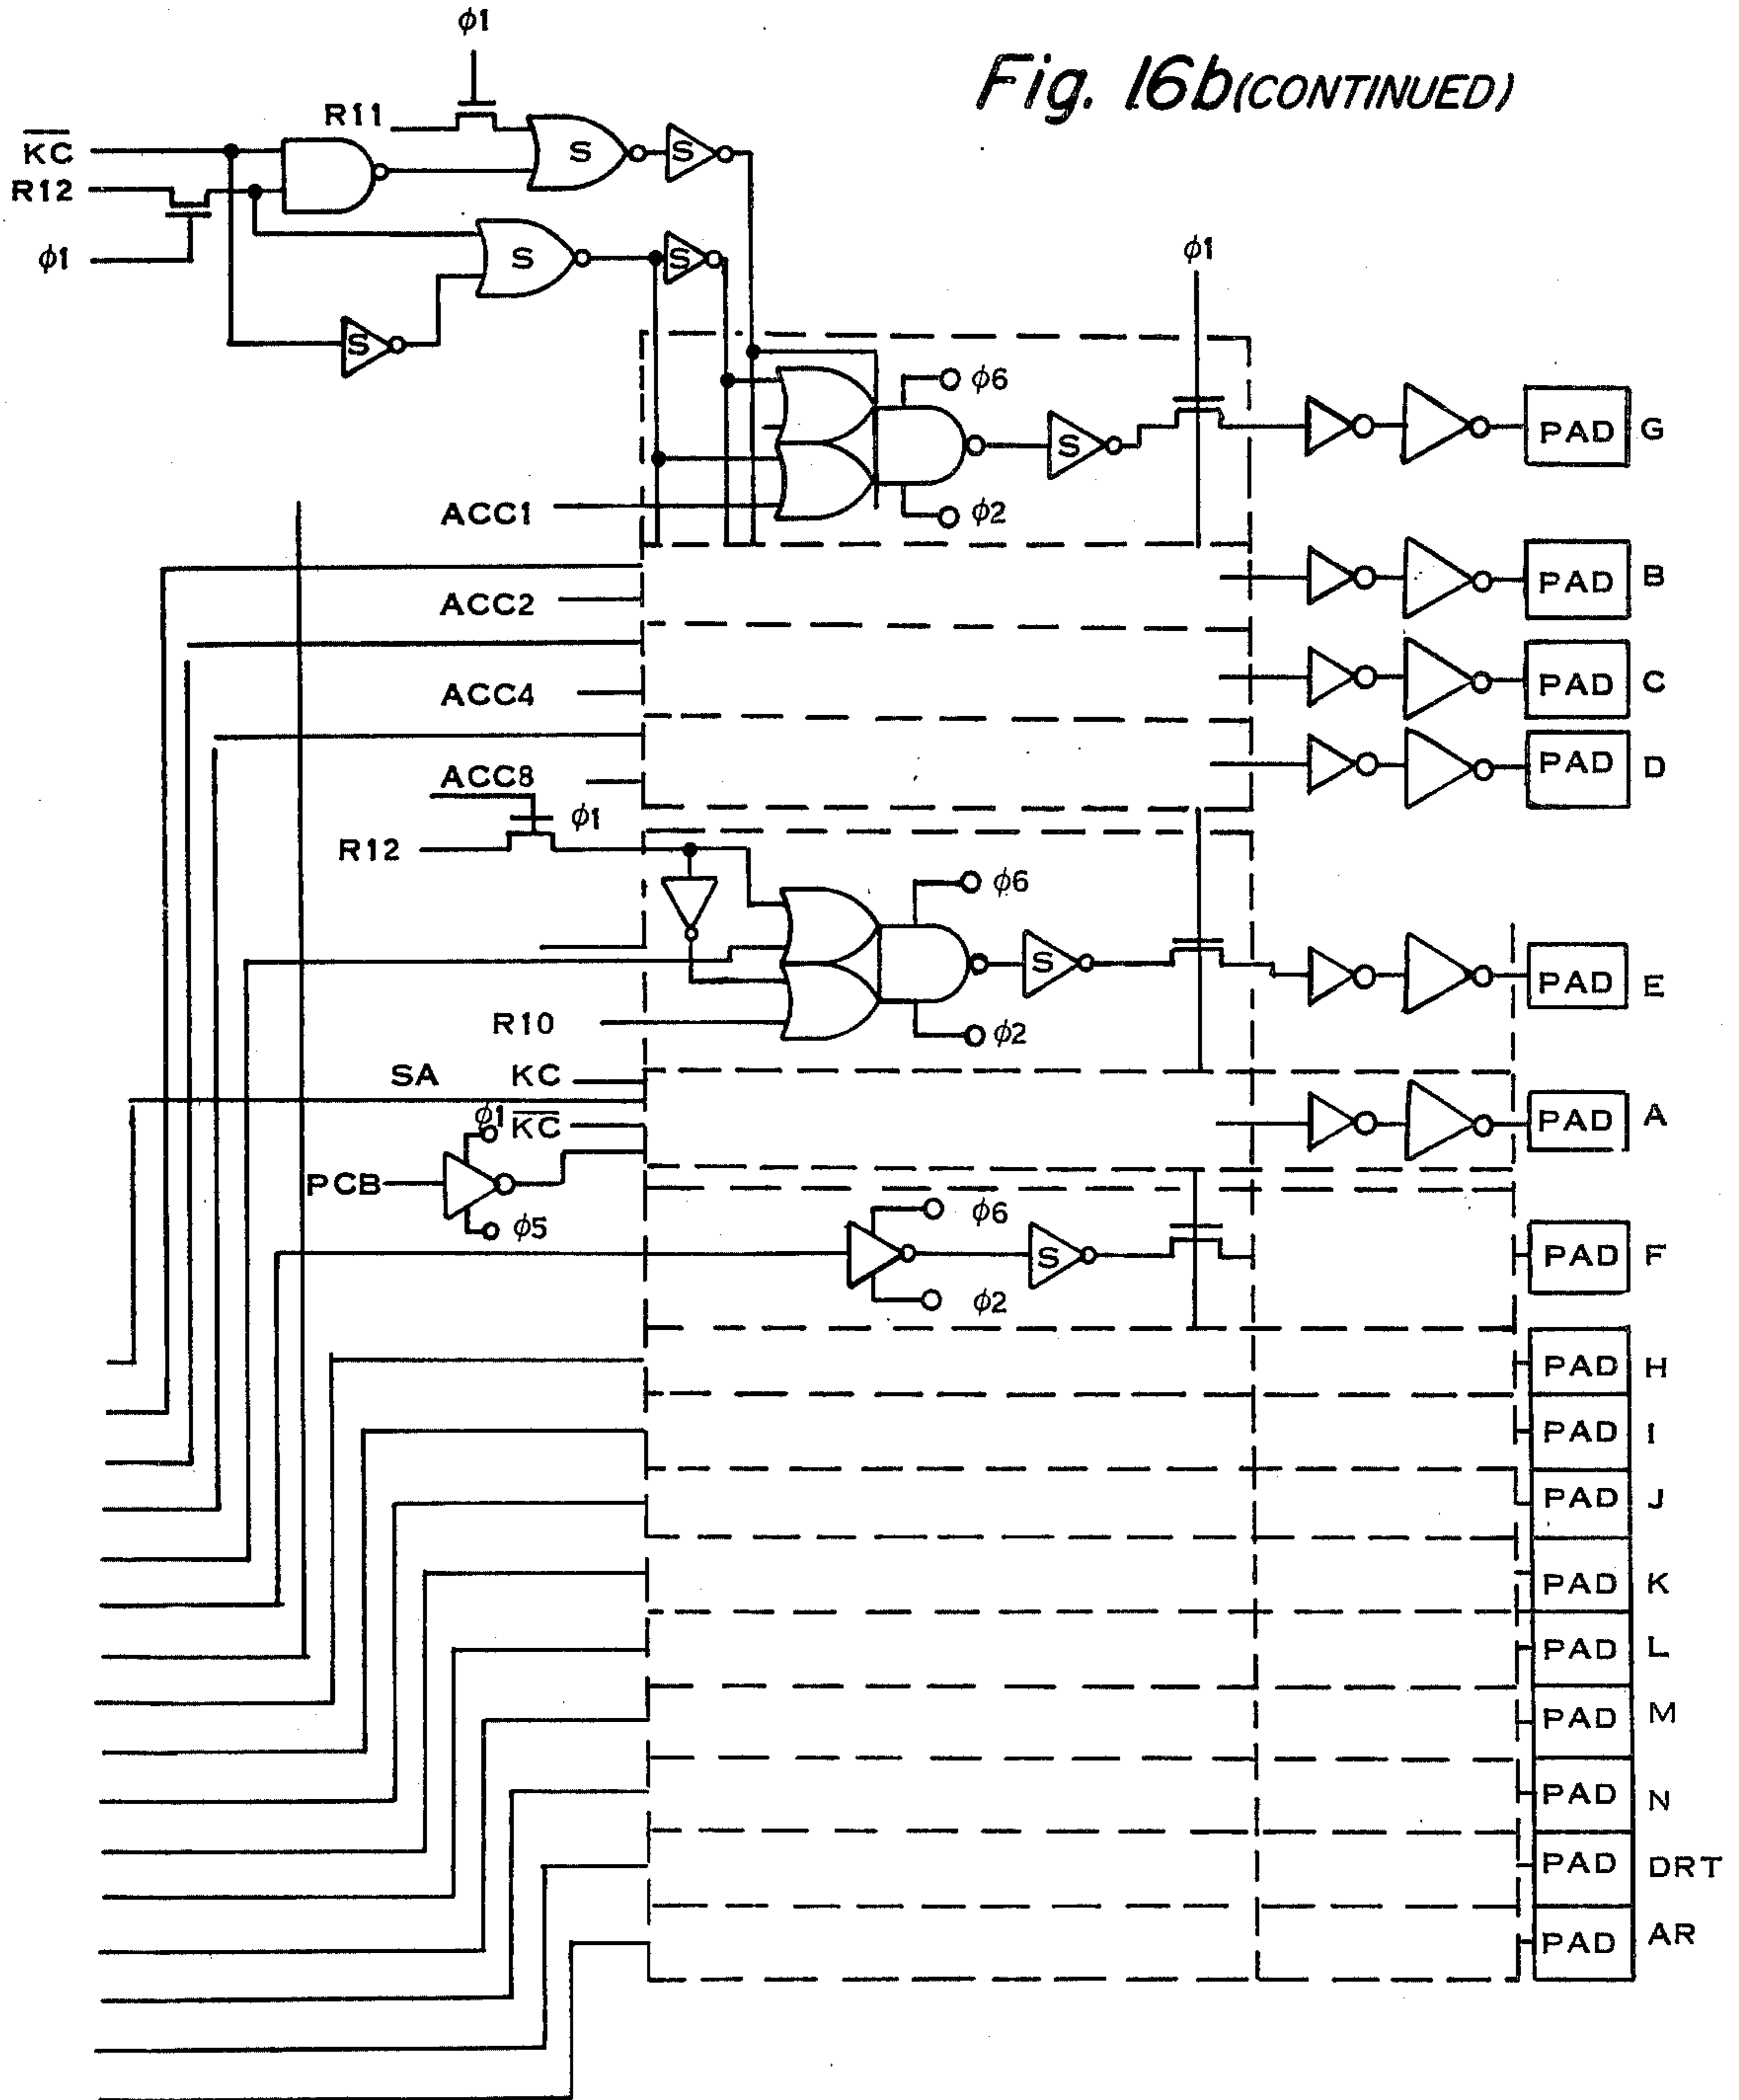 Fig. 16b (CONTINUED)
φ1
R11
K̅C̅
R12
φ1
S
S
S
S
S
φ1
φ6
S
φ2
ACC1
PAD G
ACC2
PAD B
ACC4
PAD C
ACC8
PAD D
φ1
R12
φ6
S
φ2
R10
PAD E
SA
KC
φ1
K̅C̅
PAD A
PCB
φ5
φ6
S
φ2
PAD F
PAD H
PAD I
PAD J
PAD K
PAD L
PAD M
PAD N
PAD DRT
PAD AR